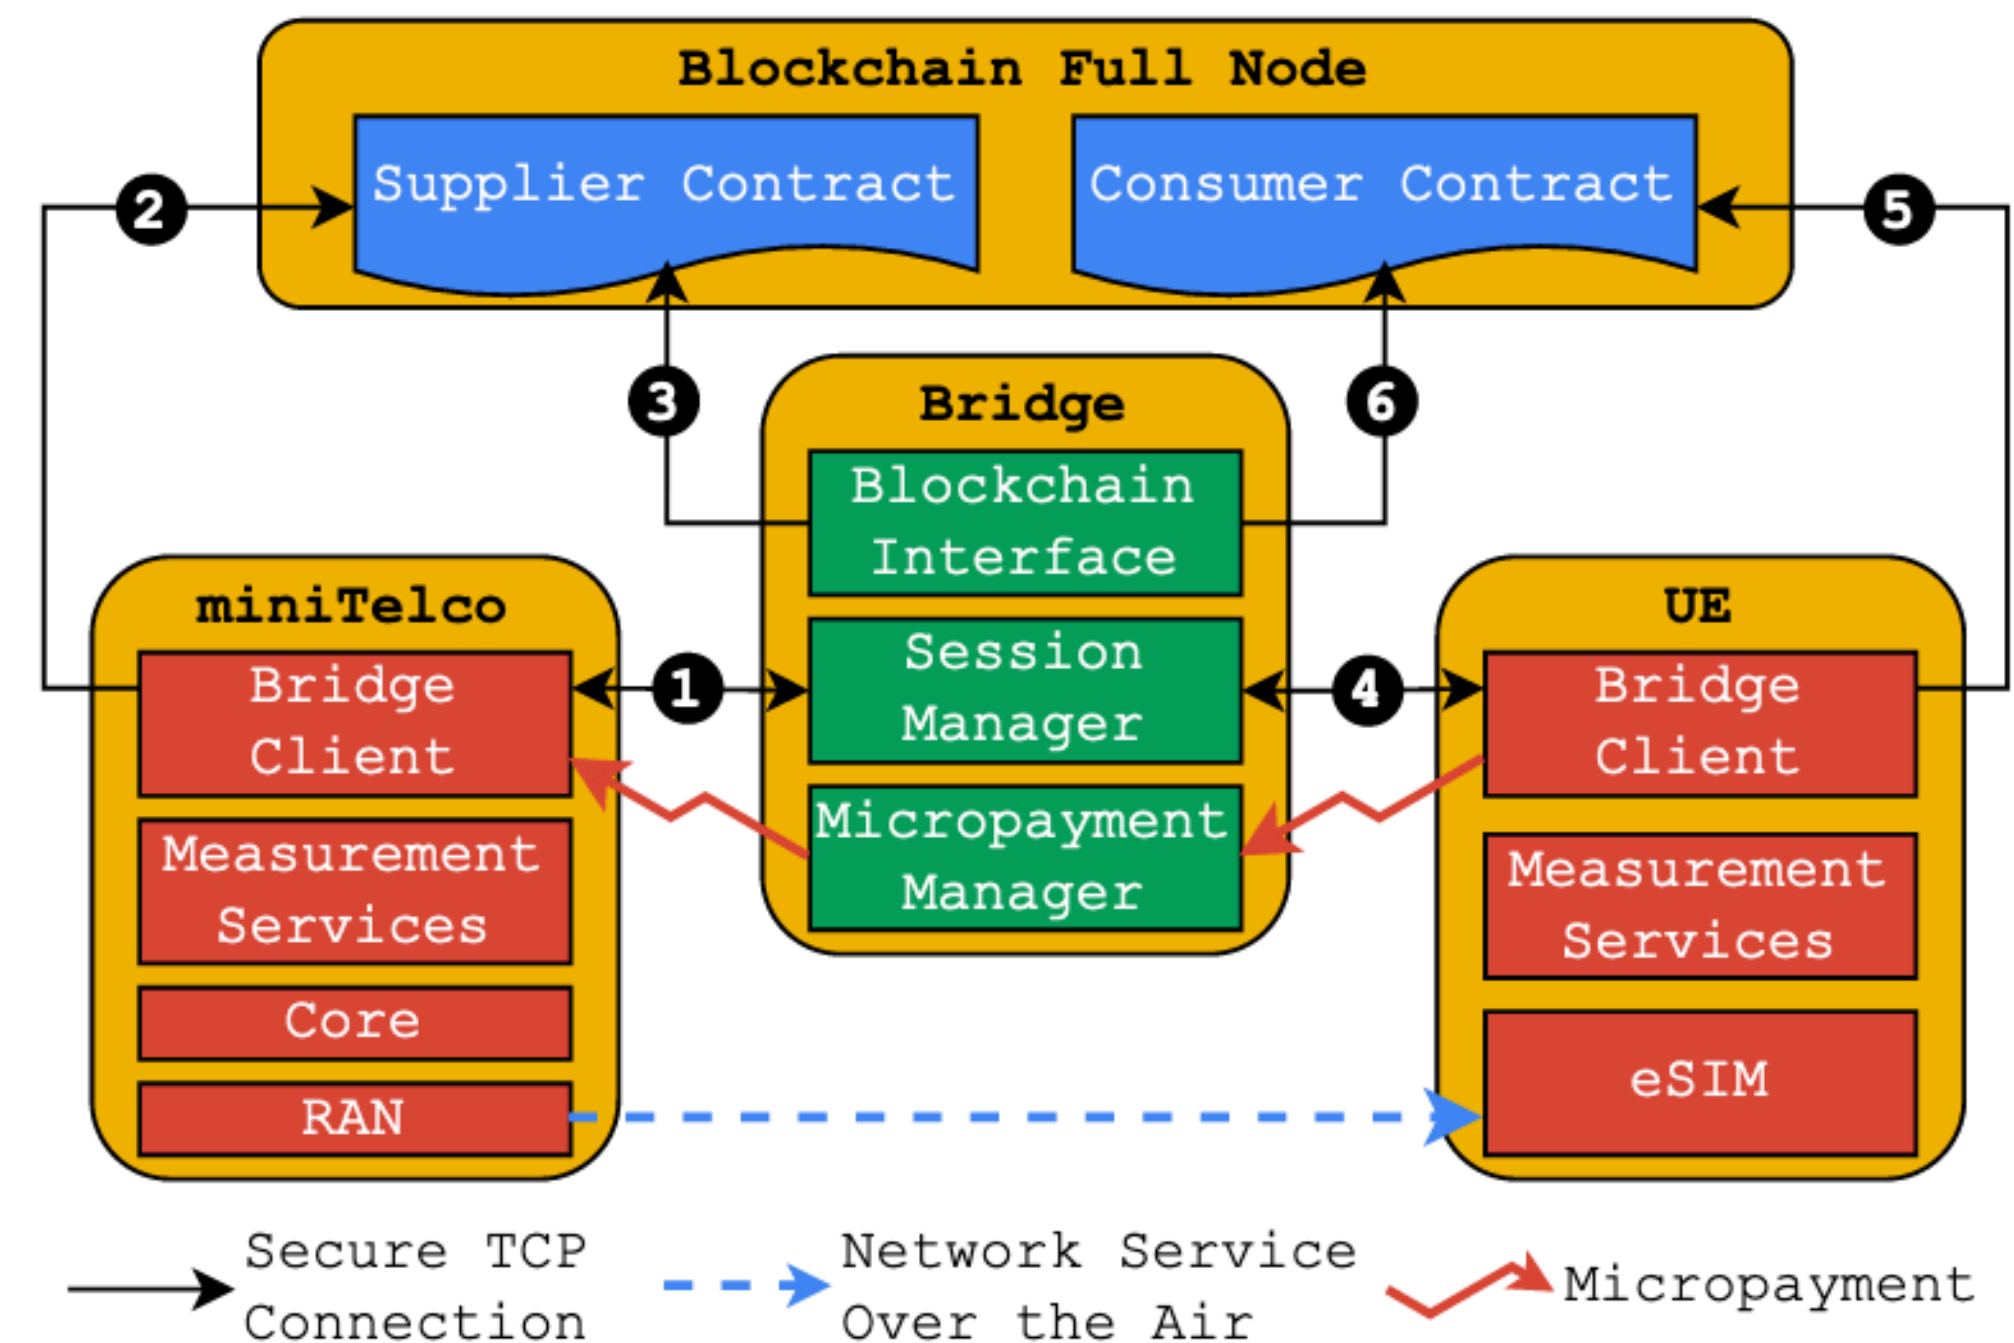 Blockchain Full Node
Supplier Contract
Consumer Contract
2
5
3
6
Bridge
Blockchain
Interface
Session
Manager
Micropayment
Manager
miniTelco
Bridge
Client
Measurement
Services
Core
RAN
1
4
UE
Bridge
Client
Measurement
Services
eSIM
Secure TCP
Connection
Network Service
Over the Air
Micropayment